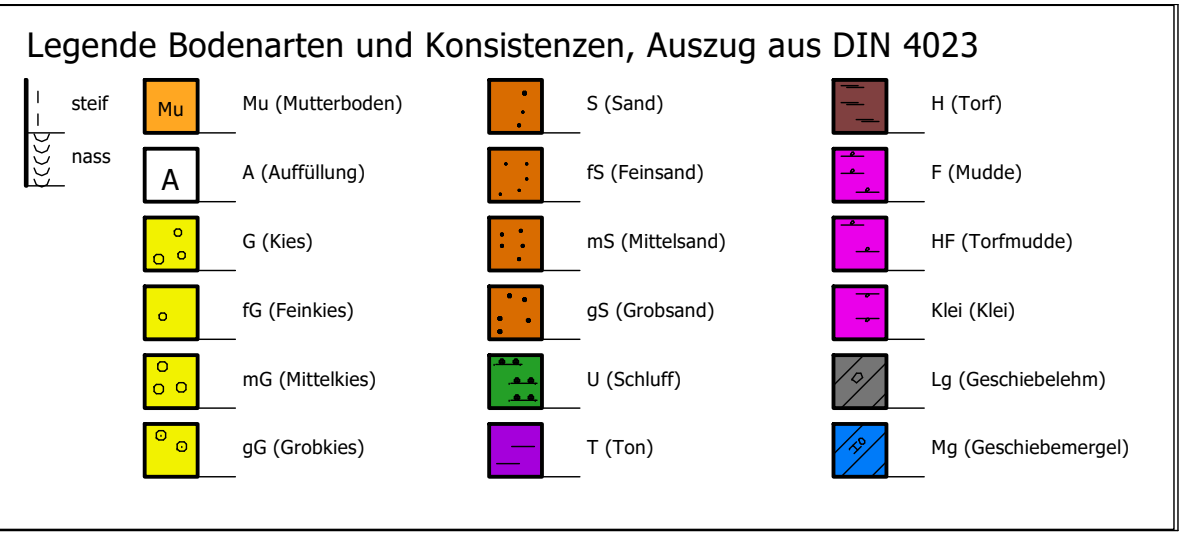 Legende Bodenarten und Konsistenzen, Auszug aus DIN 4023
steif
nass
Mu Mu (Mutterboden)
A A (Auffüllung)
G (Kies)
fG (Feinkies)
mG (Mittelkies)
gG (Grobkies)
S (Sand)
fS (Feinsand)
mS (Mittelsand)
gS (Grobsand)
U (Schluff)
T (Ton)
H (Torf)
F (Mudde)
HF (Torfmudde)
Klei (Klei)
Lg (Geschiebelehm)
Mg (Geschiebemergel)